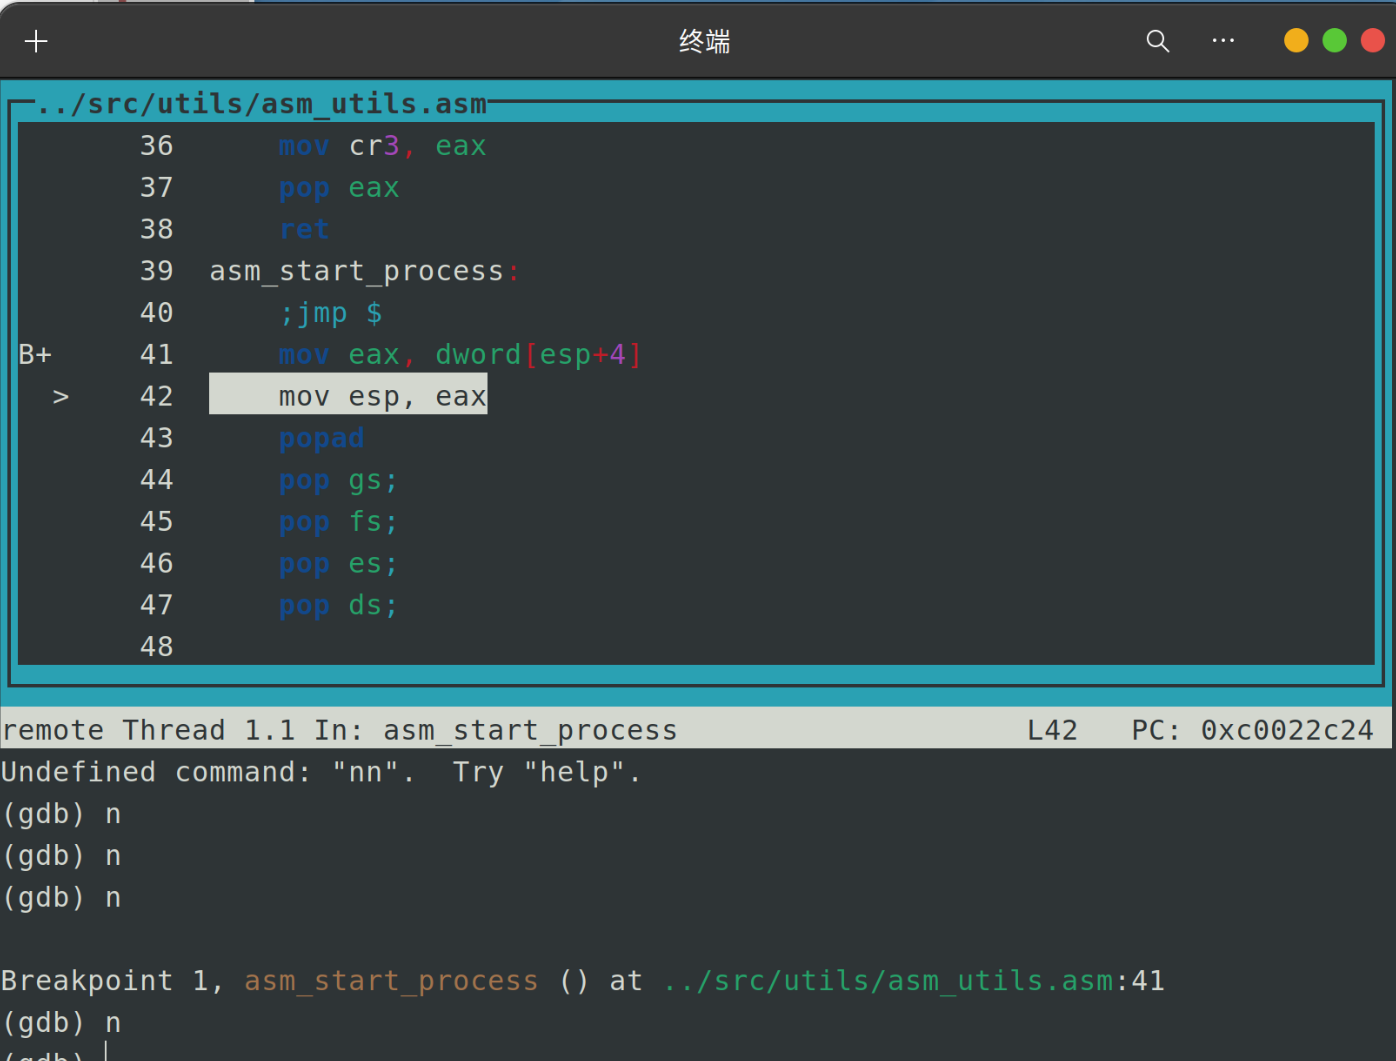 终端
../src/utils/asm_utils.asm
36 mov cr3, eax
37 pop eax
38 ret
39 asm_start_process:
40 ;jmp $
B+ 41 mov eax, dword[esp+4]
> 42 mov esp, eax
43 popad
44 pop gs;
45 pop fs;
46 pop es;
47 pop ds;
48
remote Thread 1.1 In: asm_start_process L42 PC: 0xc0022c24
Undefined command: "nn".  Try "help".
(gdb) n
(gdb) n
(gdb) n
Breakpoint 1, asm_start_process () at ../src/utils/asm_utils.asm:41
(gdb) n
(gdb)